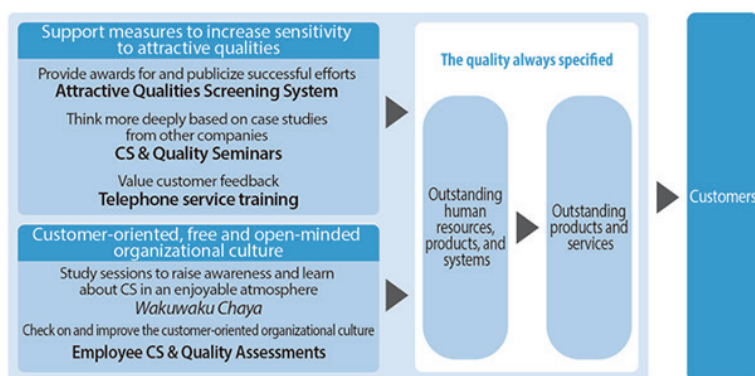 Support measures to increase sensitivity
to attractive qualities
Provide awards for and publicize successful efforts
Attractive Qualities Screening System
Think more deeply based on case studies
from other companies
CS & Quality Seminars
Value customer feedback
Telephone service training
Customer-oriented, free and open-minded
organizational culture
Study sessions to raise awareness and learn
about CS in an enjoyable atmosphere
Wakuwaku Chaya
Check on and improve the customer-oriented organizational culture
Employee CS & Quality Assessments
The quality always specified
Outstanding
human
resources,
products, and
systems
Outstanding
products and
services
Customers